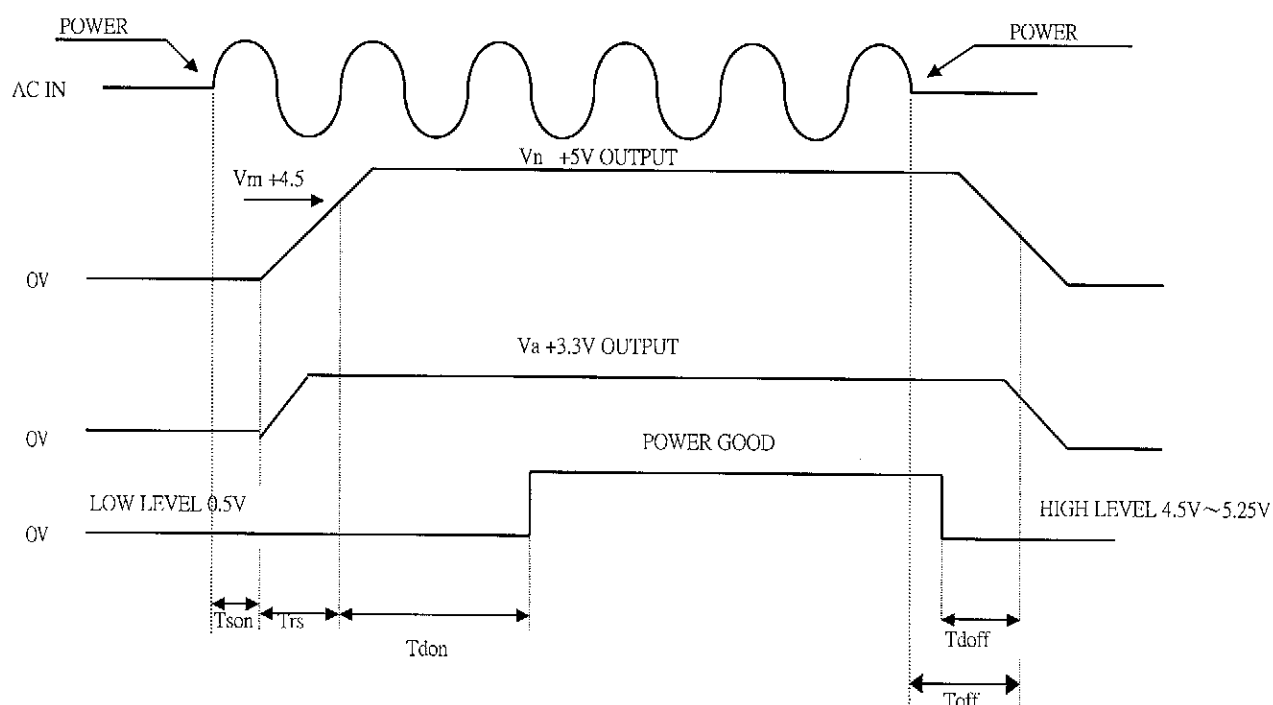 POWER
POWER
AC IN
Vn +5V OUTPUT
Vm +4.5
0V
Va +3.3V OUTPUT
0V
POWER GOOD
LOW LEVEL 0.5V
HIGH LEVEL 4.5V～5.25V
0V
Tson
Trs
Tdon
Tdoff
Toff